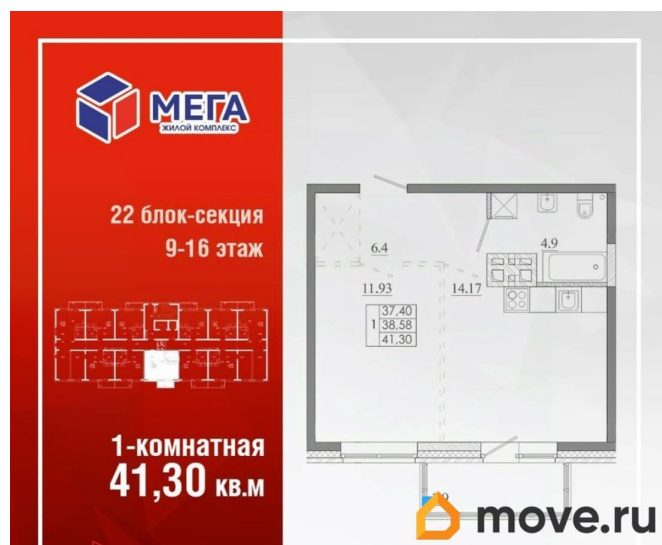 МЕГА
ЖИЛОЙ КОМПЛЕКС
22 блок-секция
9-16 этаж
1-комнатная
41,30 кв.м
6.4
4.9
11.93
14.17
37.40
1 38.58
41.30
move.ru